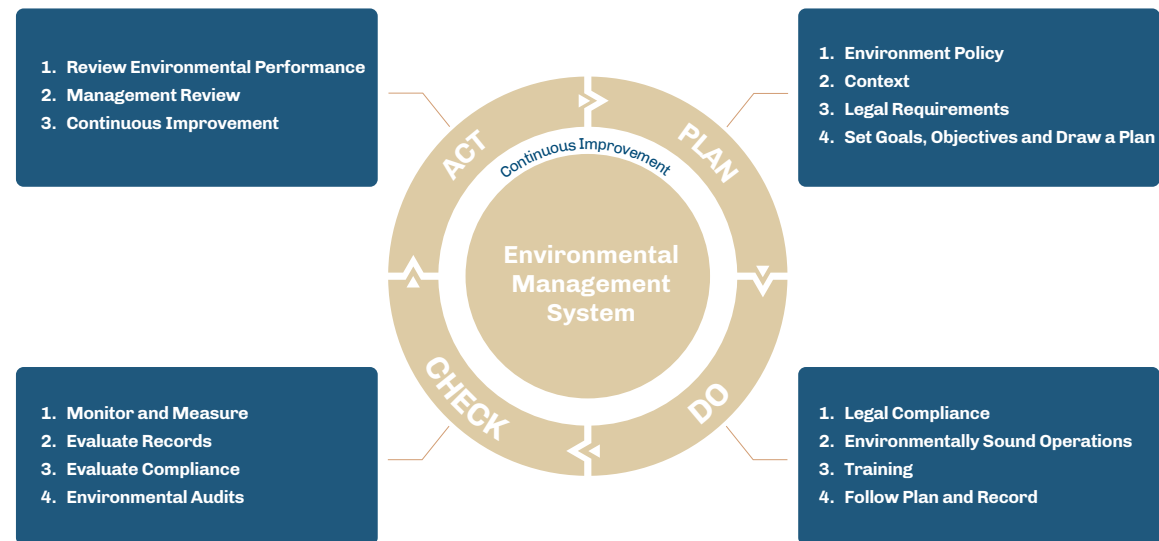 1. Review Environmental Performance
2. Management Review
3. Continuous Improvement
1. Environment Policy
2. Context
3. Legal Requirements
4. Set Goals, Objectives and Draw a Plan
ACT
PLAN
Continuous Improvement
Environmental
Management
System
CHECK
DO
1. Monitor and Measure
2. Evaluate Records
3. Evaluate Compliance
4. Environmental Audits
1. Legal Compliance
2. Environmentally Sound Operations
3. Training
4. Follow Plan and Record